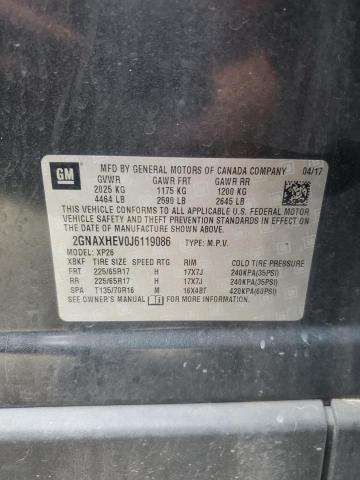 GM
MFD BY GENERAL MOTORS OF CANADA COMPANY 04/17
GVWR GAWR FRT GAWR RR
2025 KG 1175 KG 1200 KG
4464 LB 2590 LB 2645 LB
THIS VEHICLE CONFORMS TO ALL APPLICABLE U.S. FEDERAL MOTOR
VEHICLE SAFETY AND THEFT PREVENTION STANDARDS IN EFFECT ON
THE DATE OF MANUFACTURE SHOWN ABOVE.
2GNAXHEV0J6119086 TYPE: M.P.V.
MODEL: XP26
XBKF TIRE SIZE SPEED RTG RIM COLD TIRE PRESSURE
FRT 225/65R17 H 17X7J 240KPA(35PSI)
RR 225/65R17 H 17X7J 240KPA(35PSI)
SPA T135/70R16 M 16X4BT 420KPA(60PSI)
SEE OWNER'S MANUAL FOR MORE INFORMATION.